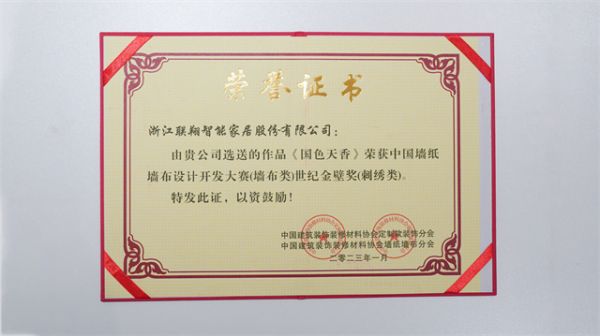 荣誉证书
浙江联翔智能家居股份有限公司：
由贵公司选送的作品《国色天香》荣获中国墙纸
墙布设计开发大赛(墙布类)世纪金壁奖(刺绣类)。
特发此证，以资鼓励！
中国建筑装饰装修材料协会定制软装饰分会
中国建筑装饰装修材料协会墙纸墙布分会
二零二三年一月